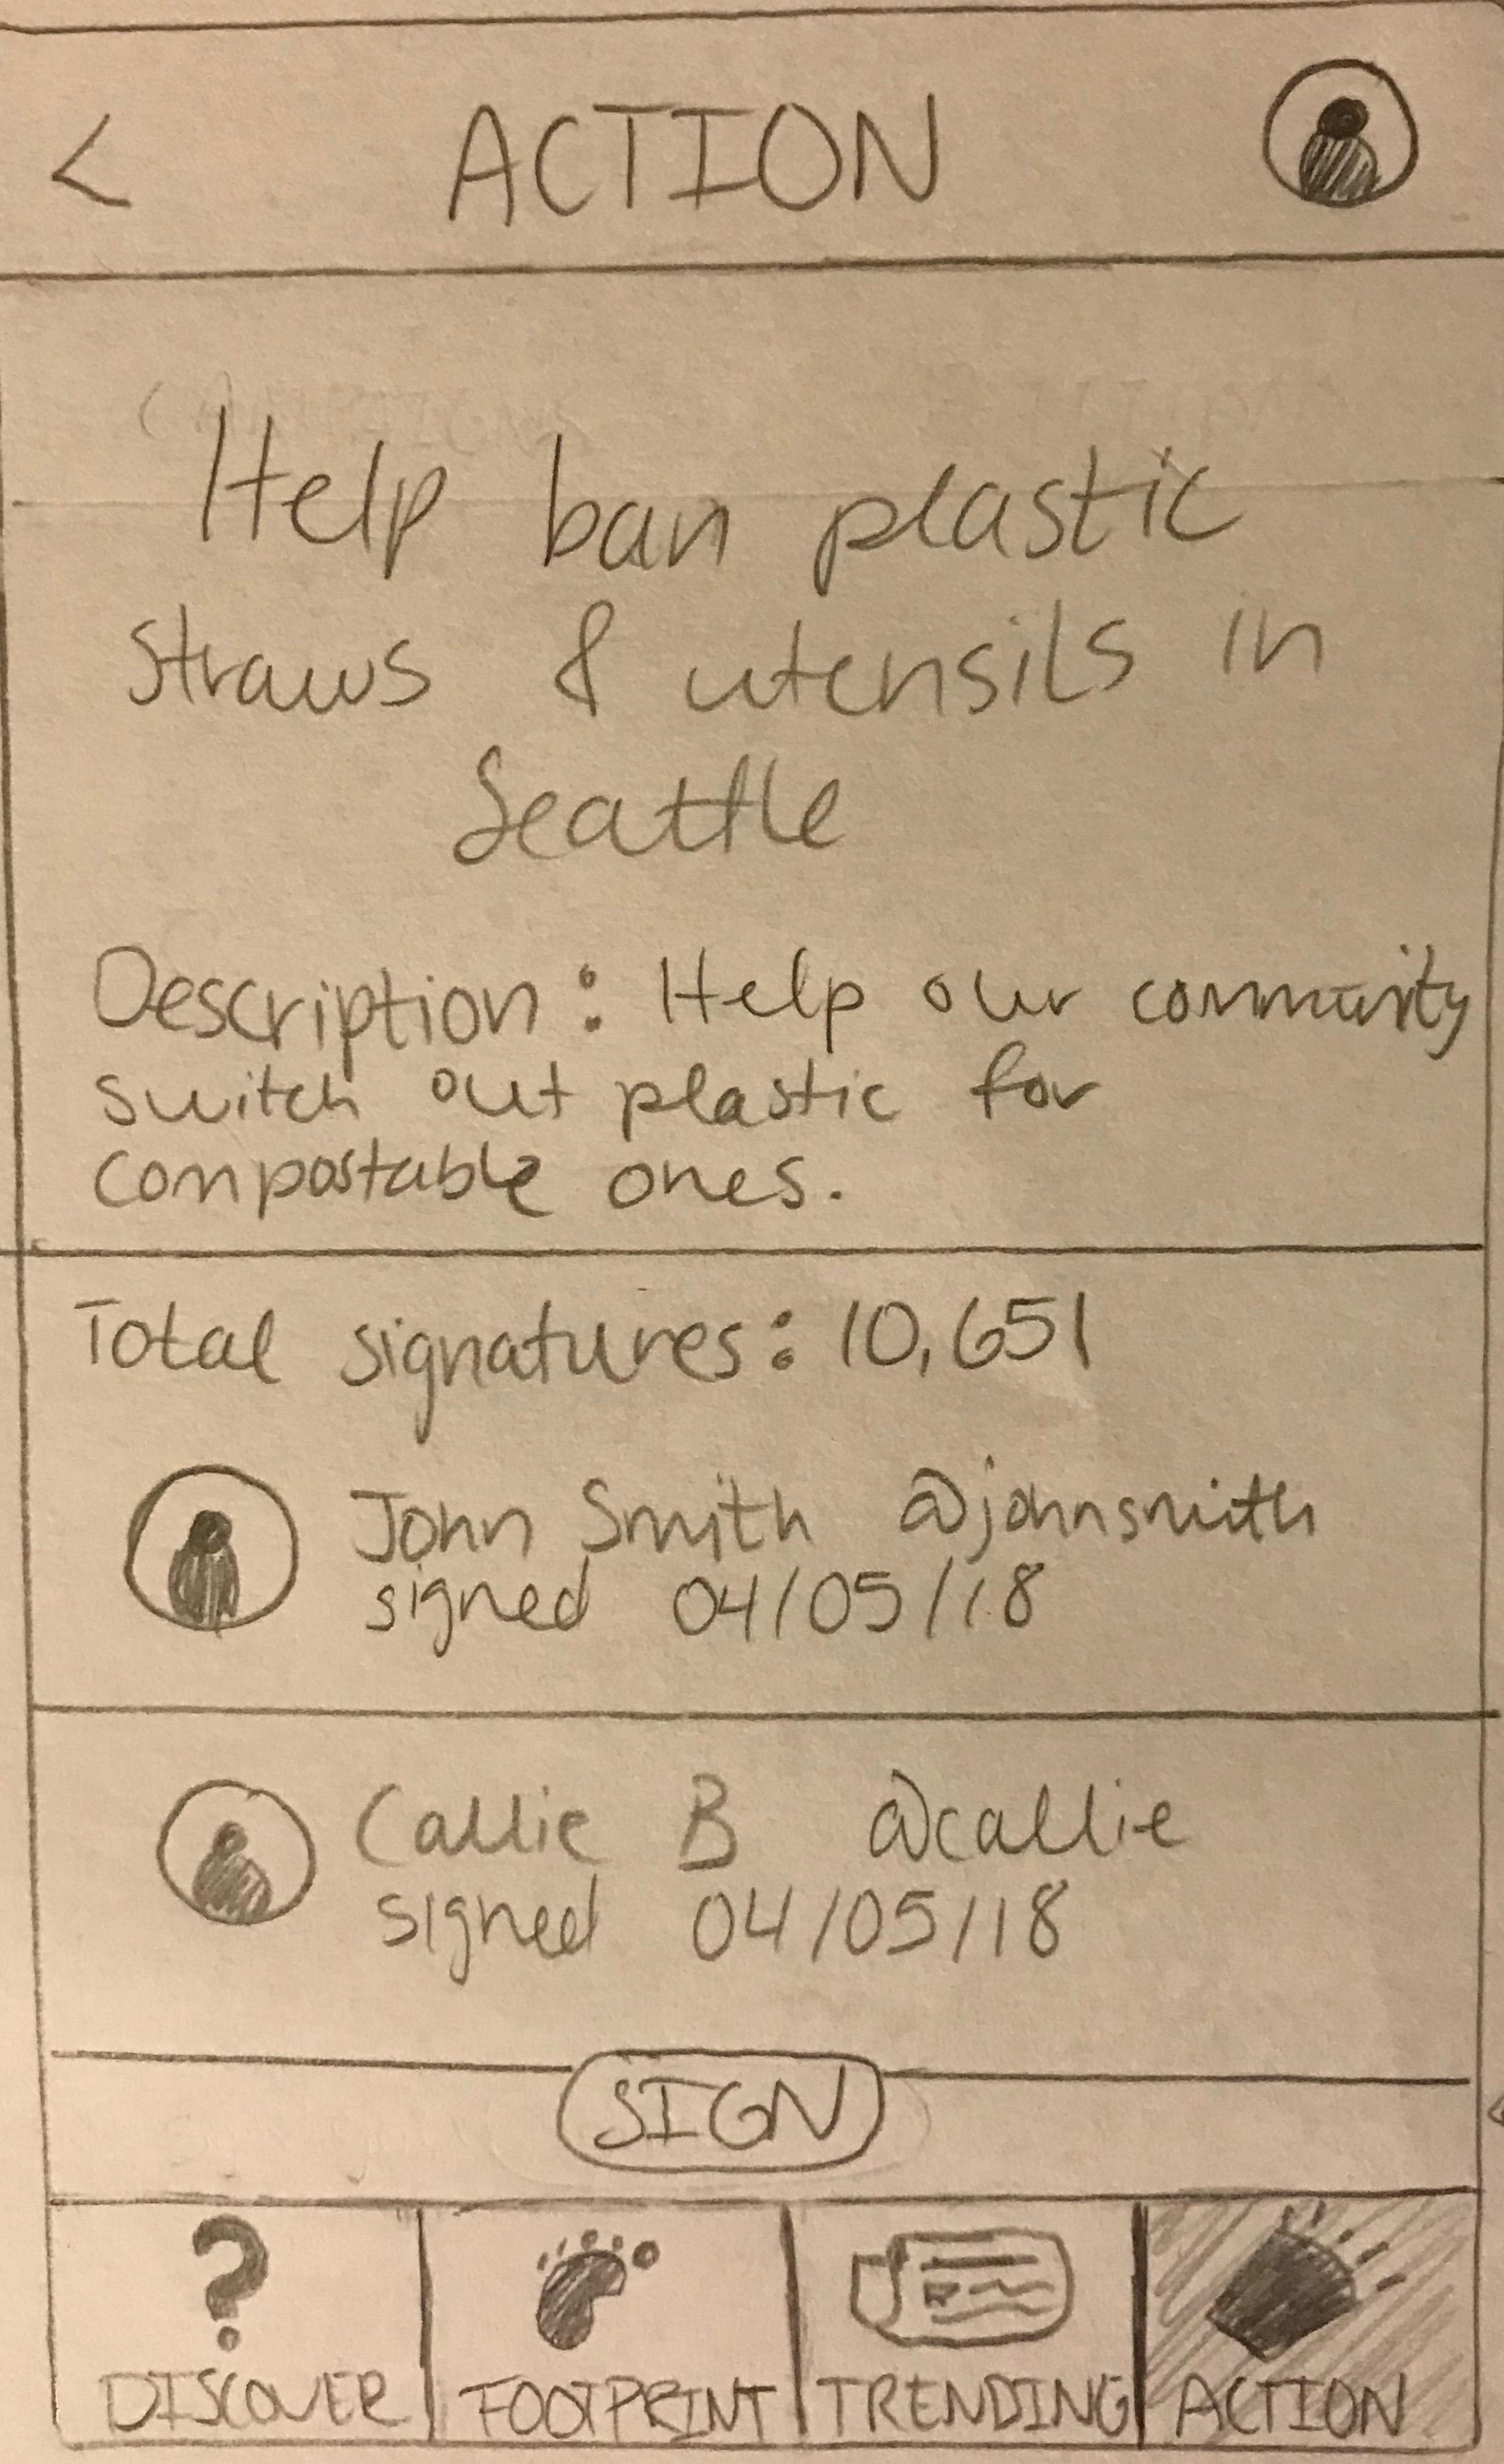 < ACTION
Help ban plastic
straws & utensils in
Seattle
Description: Help our community
switch out plastic for
compostable ones.
Total signatures: 10,651
John Smith @johnsmith
signed 04/05/18
Callie B @callie
signed 04/05/18
SIGN
?
DISCOVER FOOTPRINT TRENDING ACTION